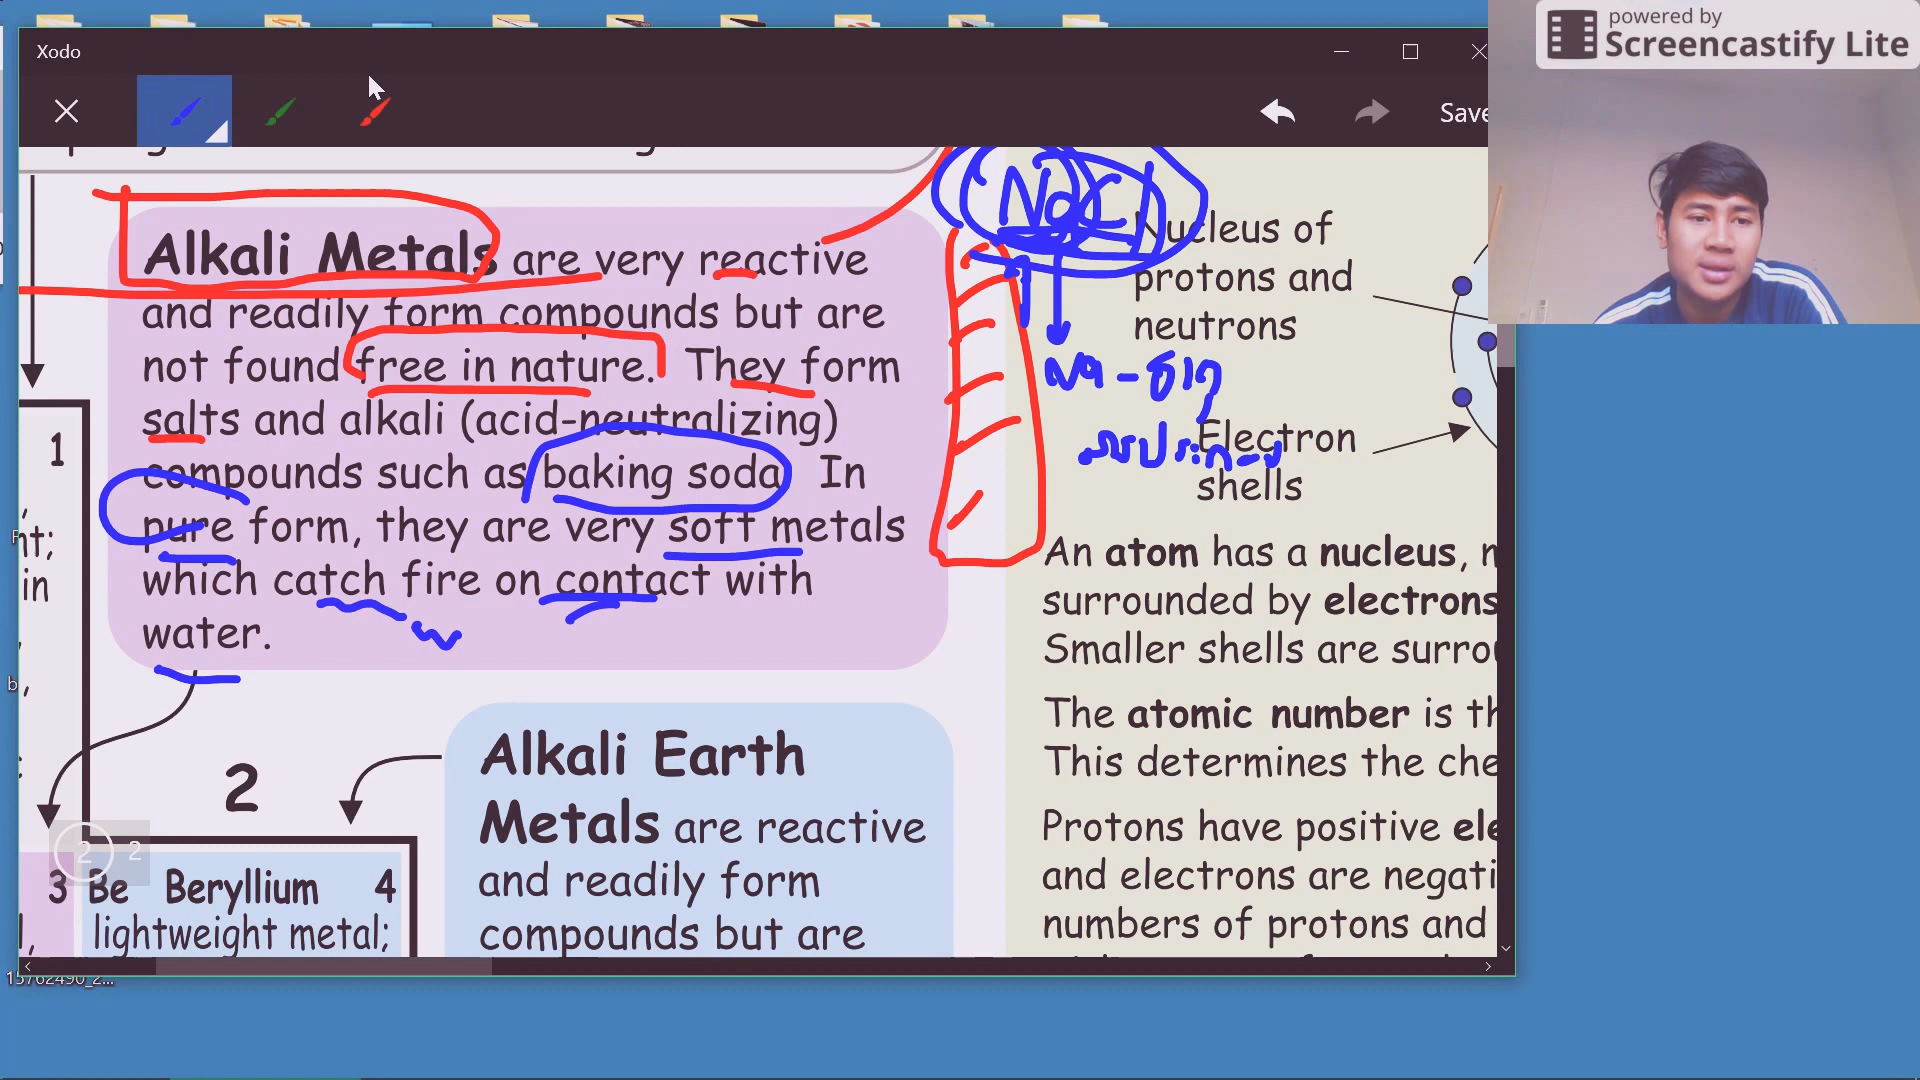 powered by
Screencastify Lite
Xodo
Save
NaCl
Alkali Metals are very reactive
and readily form compounds but are
not found free in nature. They form
salts and alkali (acid-neutralizing)
compounds such as baking soda. In
pure form, they are very soft metals
which catch fire on contact with
water.
Nucleus of
protons and
neutrons
Electron
shells
1
in
2
Alkali Earth
Metals are reactive
and readily form
compounds but are
2 2
3 Be Beryllium 4
lightweight metal;
An atom has a nucleus,
surrounded by electrons
Smaller shells are
The atomic number is
This determines the
Protons have positive
and electrons are
numbers of protons and
15762490_2...